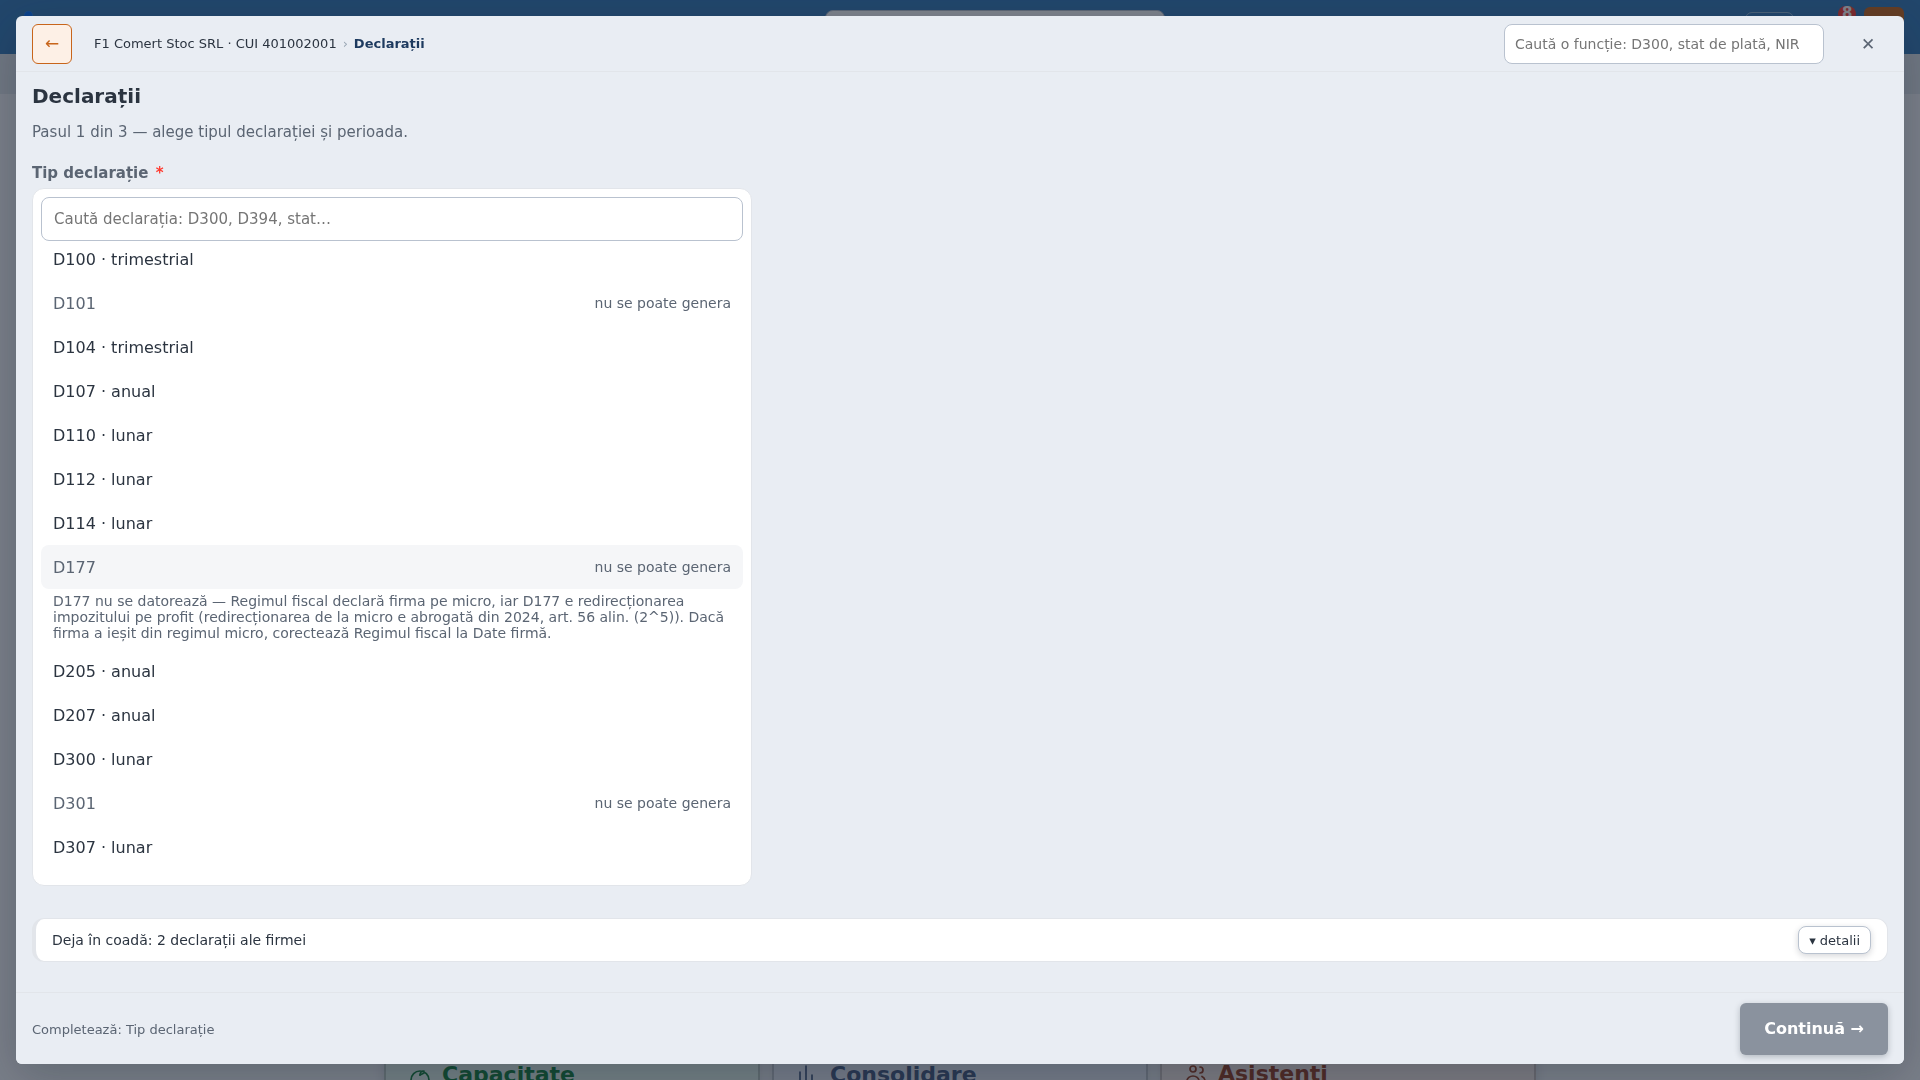 8
← F1 Comert Stoc SRL · CUI 401002001 › Declarații Caută o funcție: D300, stat de plată, NIR ✕
Declarații
Pasul 1 din 3 — alege tipul declarației și perioada.
Tip declarație *
Caută declarația: D300, D394, stat...
D100 · trimestrial
D101 nu se poate genera
D104 · trimestrial
D107 · anual
D110 · lunar
D112 · lunar
D114 · lunar
D177 nu se poate genera
D177 nu se datorează — Regimul fiscal declară firma pe micro, iar D177 e redirecționarea
impozitului pe profit (redirecționarea de la micro e abrogată din 2024, art. 56 alin. (2^5)). Dacă
firma a ieșit din regimul micro, corectează Regimul fiscal la Date firmă.
D205 · anual
D207 · anual
D300 · lunar
D301 nu se poate genera
D307 · lunar
Deja în coadă: 2 declarații ale firmei ▾ detalii
Completează: Tip declarație Continuă →
Capacitate Consolidare Asistenți